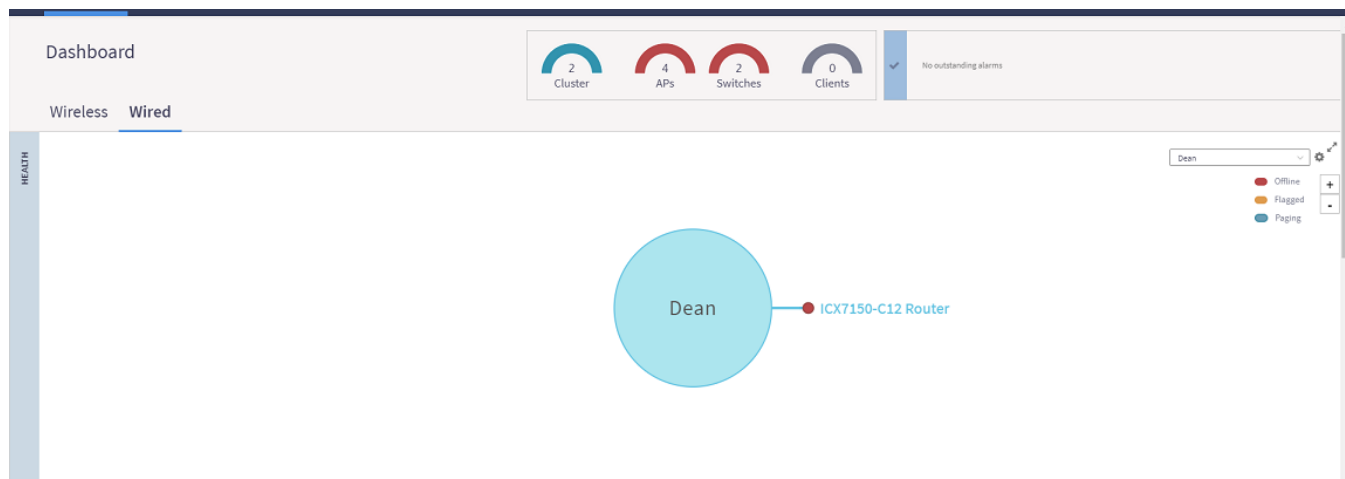 Dashboard
2
Cluster
4
APs
2
Switches
0
Clients
No outstanding alarms
Wireless Wired
HEALTH
Dean
Offline
+
Flagged
-
Paging
Dean
ICX7150-C12 Router